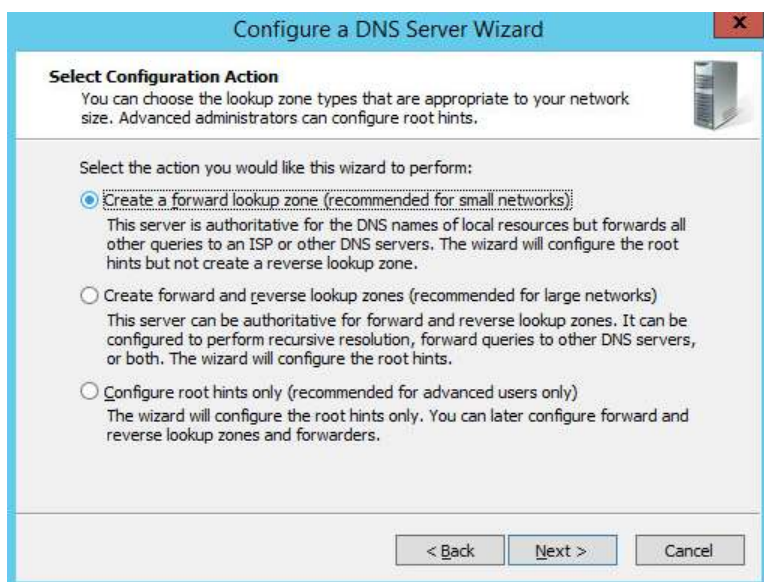 Configure a DNS Server Wizard
x
Select Configuration Action
You can choose the lookup zone types that are appropriate to your network
size. Advanced administrators can configure root hints.
Select the action you would like this wizard to perform:
Create a forward lookup zone (recommended for small networks)
This server is authoritative for the DNS names of local resources but forwards all
other queries to an ISP or other DNS servers. The wizard will configure the root
hints but not create a reverse lookup zone.
Create forward and reverse lookup zones (recommended for large networks)
This server can be authoritative for forward and reverse lookup zones. It can be
configured to perform recursive resolution, forward queries to other DNS servers,
or both. The wizard will configure the root hints.
Configure root hints only (recommended for advanced users only)
The wizard will configure the root hints only. You can later configure forward and
reverse lookup zones and forwarders.
< Back Next > Cancel